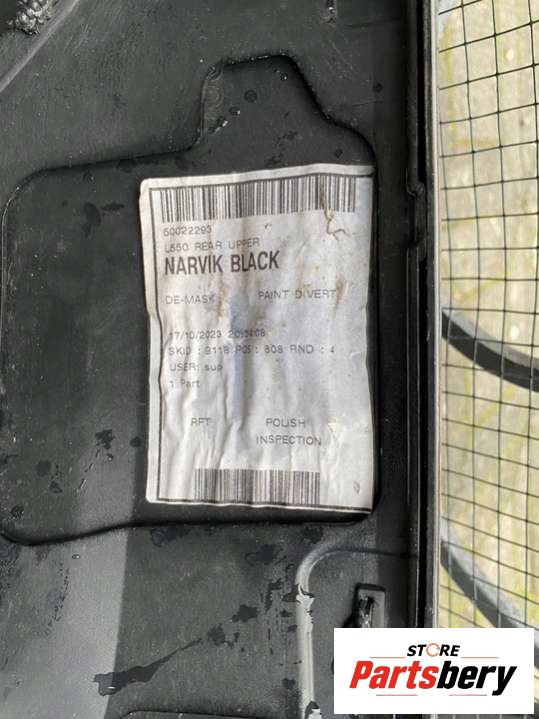 50022293
L550 REAR UPPER
NARVIK BLACK
DE-MASK PAINT DIVERT
17/10/2023
SKID : 9118 POS : 808 RND : 4
USER: sup
1 Part
RFT POLISH
INSPECTION
STORE
Partsbery